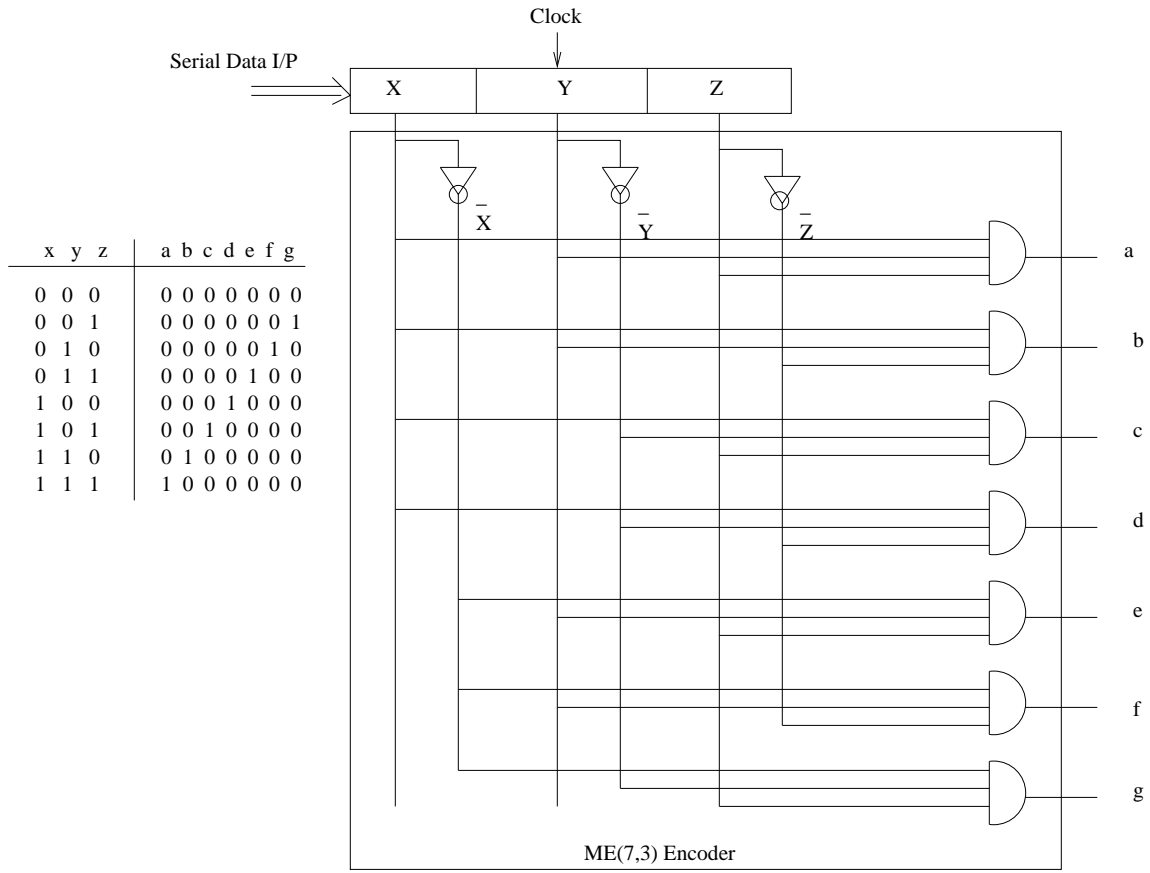 Clock
Serial Data I/P
X Y Z
X̄
Ȳ
Z̄
x y z a b c d e f g
0 0 0 0 0 0 0 0 0 0
0 0 1 0 0 0 0 0 0 1
0 1 0 0 0 0 0 0 1 0
0 1 1 0 0 0 0 1 0 0
1 0 0 0 0 0 1 0 0 0
1 0 1 0 0 1 0 0 0 0
1 1 0 0 1 0 0 0 0 0
1 1 1 1 0 0 0 0 0 0
a
b
c
d
e
f
g
ME(7,3) Encoder